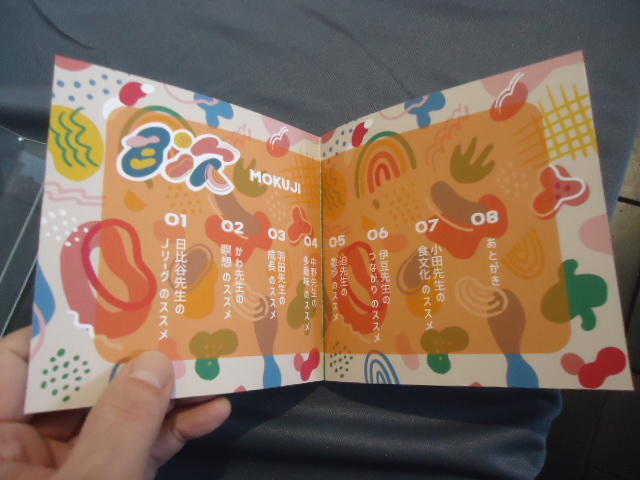 目次
MOKUJI
01
日比谷先生の
Jリーグのススメ
02
かわ先生の
瞑想のススメ
03
羽田先生の
成長のススメ
04
中野先生の
多趣味のススメ
05
先生の
のススメ
06
伊豆先生の
つながりのススメ
07
小田先生の
食文化のススメ
08
あとがき